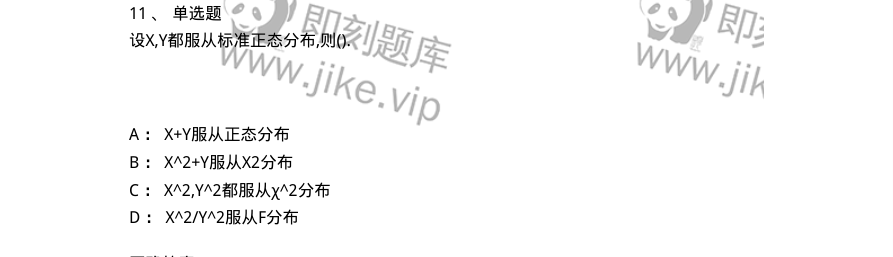 11 、 单选题
设X,Y都服从标准正态分布,则().
即刻题库
www.jike.vip
即刻
www.jik
A： X+Y服从正态分布
B： X^2+Y服从X2分布
C： X^2,Y^2都服从χ^2分布
D： X^2/Y^2服从F分布